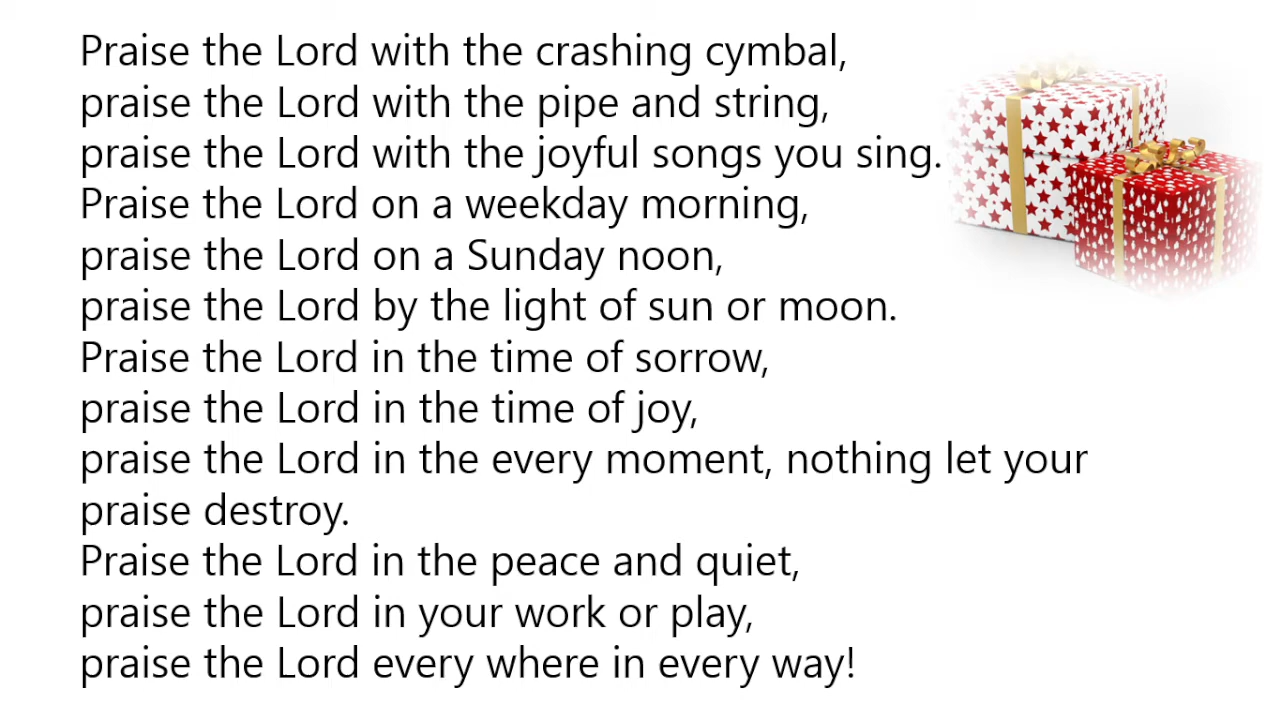 Praise the Lord with the crashing cymbal,
praise the Lord with the pipe and string,
praise the Lord with the joyful songs you sing.
Praise the Lord on a weekday morning,
praise the Lord on a Sunday noon,
praise the Lord by the light of sun or moon.
Praise the Lord in the time of sorrow,
praise the Lord in the time of joy,
praise the Lord in the every moment, nothing let your
praise destroy.
Praise the Lord in the peace and quiet,
praise the Lord in your work or play,
praise the Lord every where in every way!